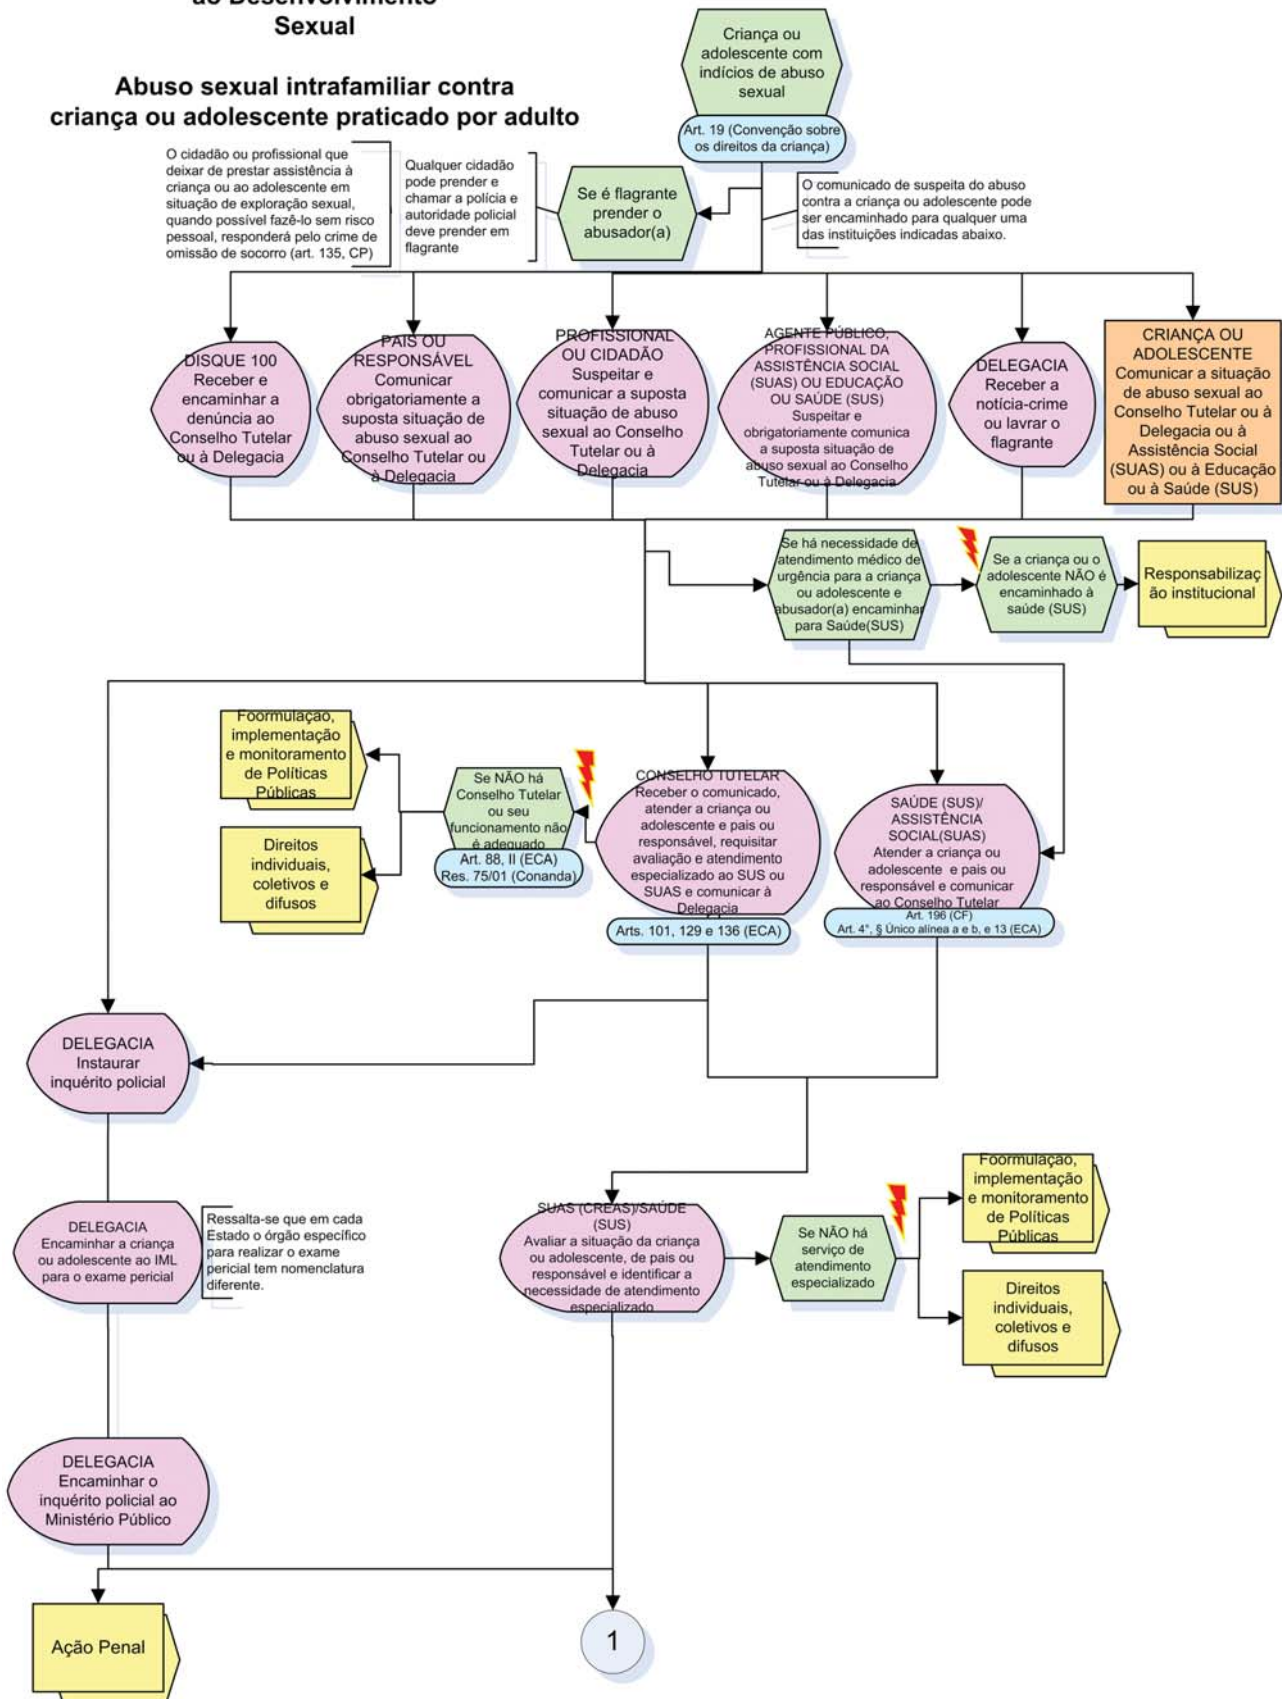 ao Desenvolvimento
Sexual
Abuso sexual intrafamiliar contra
criança ou adolescente praticado por adulto
Criança ou
adolescente com
indícios de abuso
sexual
Art. 19 (Convenção sobre
os direitos da criança)
O cidadão ou profissional que
deixar de prestar assistência à
criança ou ao adolescente em
situação de exploração sexual,
quando possível fazê-lo sem risco
pessoal, responderá pelo crime de
omissão de socorro (art. 135, CP)
Qualquer cidadão
pode prender e
chamar a polícia e
autoridade policial
deve prender em
flagrante
Se é flagrante
prender o
abusador(a)
O comunicado de suspeita do abuso
contra a criança ou adolescente pode
ser encaminhado para qualquer uma
das instituições indicadas abaixo.
DISQUE 100
Receber e
encaminhar a
denúncia ao
Conselho Tutelar
ou à Delegacia
PAIS OU
RESPONSÁVEL
Comunicar
obrigatoriamente a
suposta situação de
abuso sexual ao
Conselho Tutelar ou
à Delegacia
PROFISSIONAL
OU CIDADÃO
Suspeitar e
comunicar a suposta
situação de abuso
sexual ao Conselho
Tutelar ou à
Delegacia
AGENTE PÚBLICO,
PROFISSIONAL DA
ASSISTÊNCIA SOCIAL
(SUAS) OU EDUCAÇÃO
OU SAÚDE (SUS)
Suspeitar e
obrigatoriamente comunica
a suposta situação de
abuso sexual ao Conselho
Tutelar ou à Delegacia
DELEGACIA
Receber a
notícia-crime
ou lavrar o
flagrante
CRIANÇA OU
ADOLESCENTE
Comunicar a situação
de abuso sexual ao
Conselho Tutelar ou à
Delegacia ou à
Assistência Social
(SUAS) ou à Educação
ou à Saúde (SUS)
Se há necessidade de
atendimento médico de
urgência para a criança
ou adolescente e
abusador(a) encaminhar
para Saúde(SUS)
Se a criança ou o
adolescente NÃO é
encaminhado à
saúde (SUS)
Responsabilizaç
ão institucional
Foormulação,
implementação
e monitoramento
de Políticas
Públicas
Direitos
individuais,
coletivos e
difusos
Se NÃO há
Conselho Tutelar
ou seu
funcionamento não
é adequado
Art. 88, II (ECA)
Res. 75/01 (Conanda)
CONSELHO TUTELAR
Receber o comunicado,
atender a criança ou
adolescente e pais ou
responsável, requisitar
avaliação e atendimento
especializado ao SUS ou
SUAS e comunicar à
Delegacia
Arts. 101, 129 e 136 (ECA)
SAÚDE (SUS)/
ASSISTÊNCIA
SOCIAL(SUAS)
Atender a criança ou
adolescente e pais ou
responsável e comunicar
ao Conselho Tutelar
Art. 196 (CF)
Art. 4°, § Único alínea a e b, e 13 (ECA)
DELEGACIA
Instaurar
inquérito policial
DELEGACIA
Encaminhar a criança
ou adolescente ao IML
para o exame pericial
Ressalta-se que em cada
Estado o órgão específico
para realizar o exame
pericial tem nomenclatura
diferente.
SUAS (CREAS)/SAÚDE
(SUS)
Avaliar a situação da criança
ou adolescente, de pais ou
responsável e identificar a
necessidade de atendimento
especializado
Se NÃO há
serviço de
atendimento
especializado
Foormulação,
implementação
e monitoramento
de Políticas
Públicas
Direitos
individuais,
coletivos e
difusos
DELEGACIA
Encaminhar o
inquérito policial ao
Ministério Público
Ação Penal
1